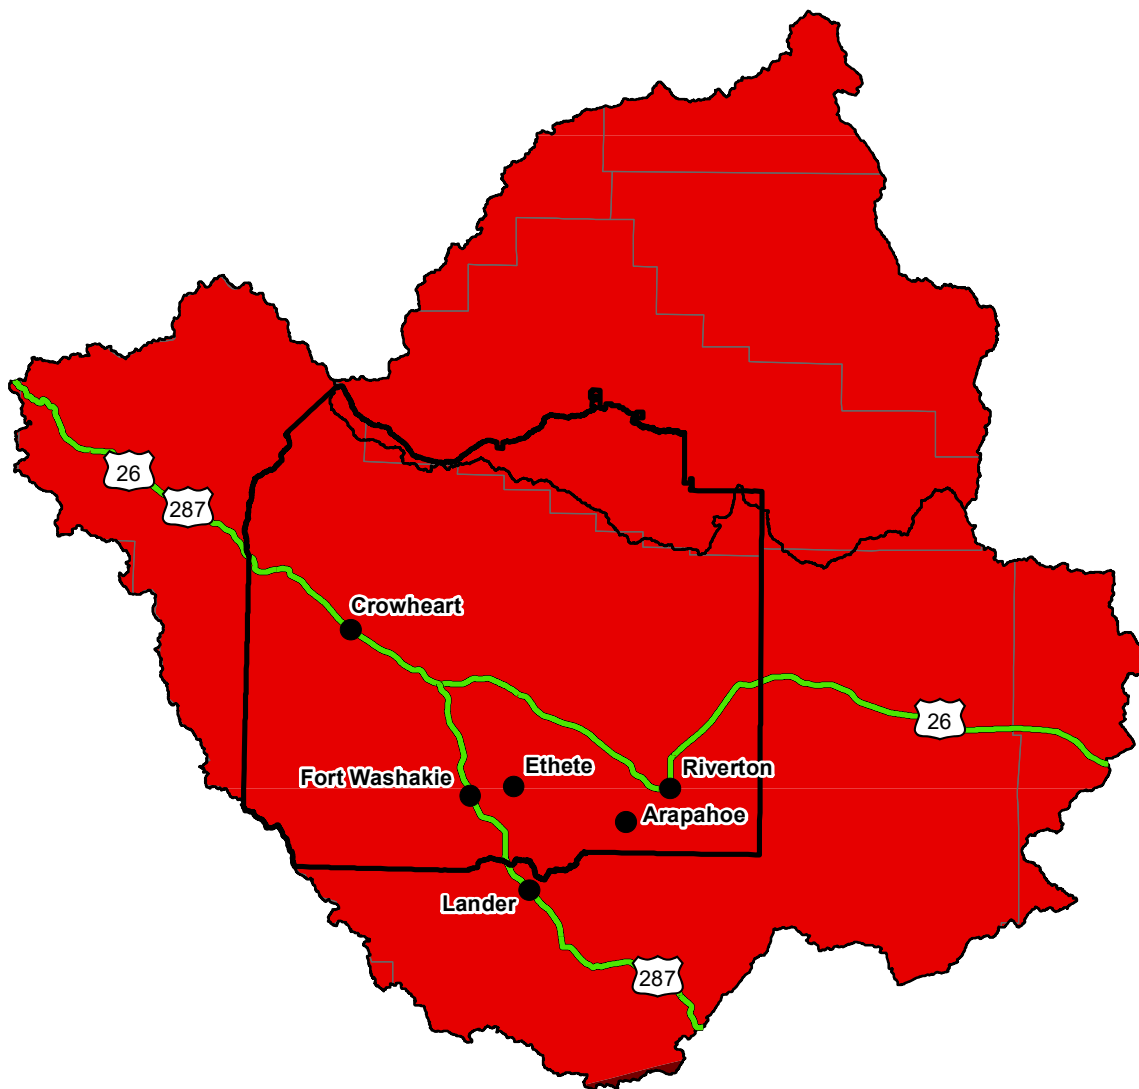 26
287
Crowheart
Ethete
Riverton
26
Fort Washakie
Arapahoe
Lander
287